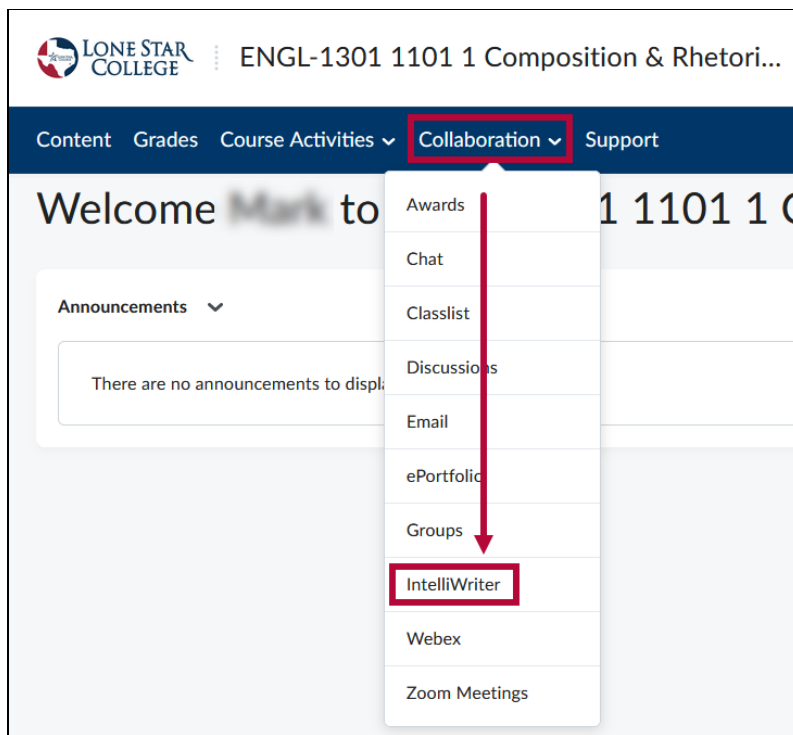 LONE STAR
COLLEGE
ENGL-1301 1101 1 Composition & Rhetori...
Content Grades Course Activities Collaboration Support
Welcome to 1 1101 1
Announcements
There are no announcements to
Awards
Chat
Classlist
Discussions
Email
ePortfolio
Groups
IntelliWriter
Webex
Zoom Meetings